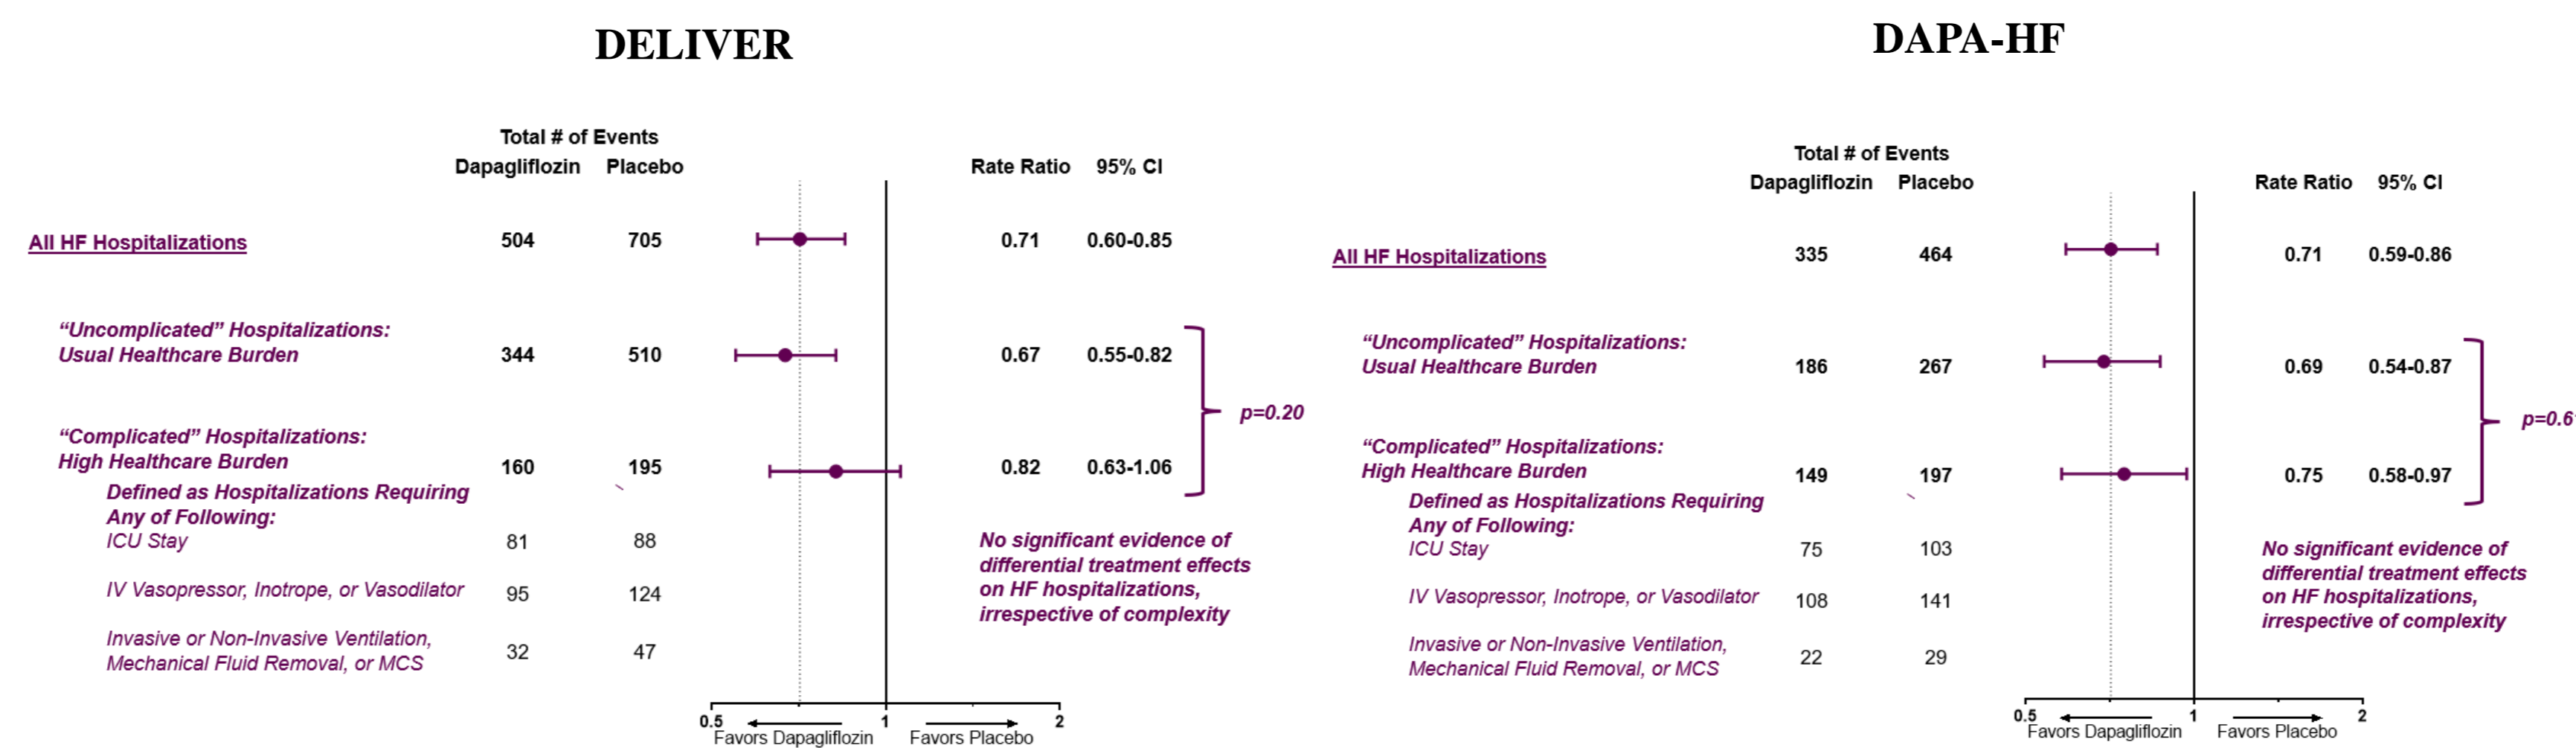 DELIVER
Total # of Events
Dapagliflozin Placebo Rate Ratio 95% CI
All HF Hospitalizations 504 705 0.71 0.60-0.85
“Uncomplicated” Hospitalizations:
Usual Healthcare Burden 344 510 0.67 0.55-0.82
p=0.20
“Complicated” Hospitalizations:
High Healthcare Burden 160 195 0.82 0.63-1.06
Defined as Hospitalizations Requiring
Any of Following:
ICU Stay 81 88
IV Vasopressor, Inotrope, or Vasodilator 95 124
Invasive or Non-Invasive Ventilation,
Mechanical Fluid Removal, or MCS 32 47
No significant evidence of
differential treatment effects
on HF hospitalizations,
irrespective of complexity
0.5 1 2
Favors Dapagliflozin Favors Placebo
DAPA-HF
Total # of Events
Dapagliflozin Placebo Rate Ratio 95% CI
All HF Hospitalizations 335 464 0.71 0.59-0.86
“Uncomplicated” Hospitalizations:
Usual Healthcare Burden 186 267 0.69 0.54-0.87
“Complicated” Hospitalizations:
High Healthcare Burden 149 197 0.75 0.58-0.97
Defined as Hospitalizations Requiring
Any of Following:
ICU Stay 75 103
IV Vasopressor, Inotrope, or Vasodilator 108 141
Invasive or Non-Invasive Ventilation,
Mechanical Fluid Removal, or MCS 22 29
No significant evidence of
differential treatment effects
on HF hospitalizations,
irrespective of complexity
0.5 1 2
Favors Dapagliflozin Favors Placebo